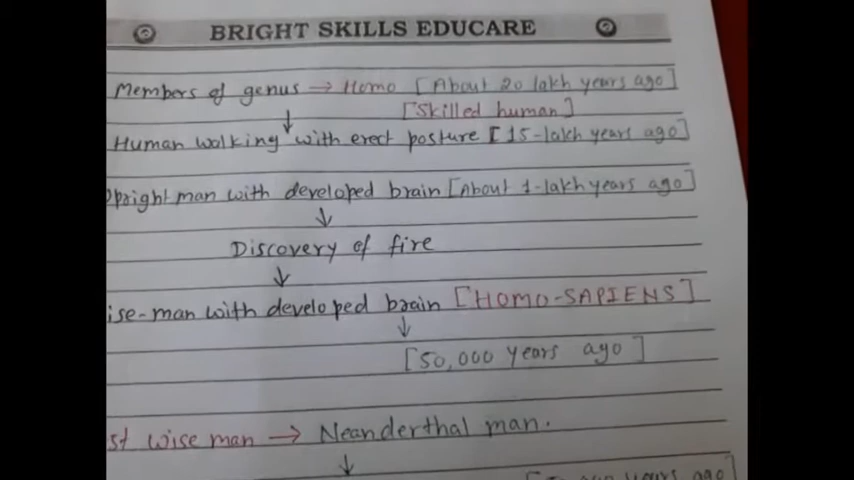 BRIGHT SKILLS EDUCARE
Members of genus → Homo [About 20 lakh years ago]
[Skilled human]
↓
Human walking with erect posture [15-lakh years ago]
pright man with developed brain [About 1-lakh years ago]
↓
Discovery of fire
↓
ise-man with developed brain [HOMO-SAPIENS]
↓
[50,000 years ago]
st wise man → Neanderthal man.
↓
years ago]